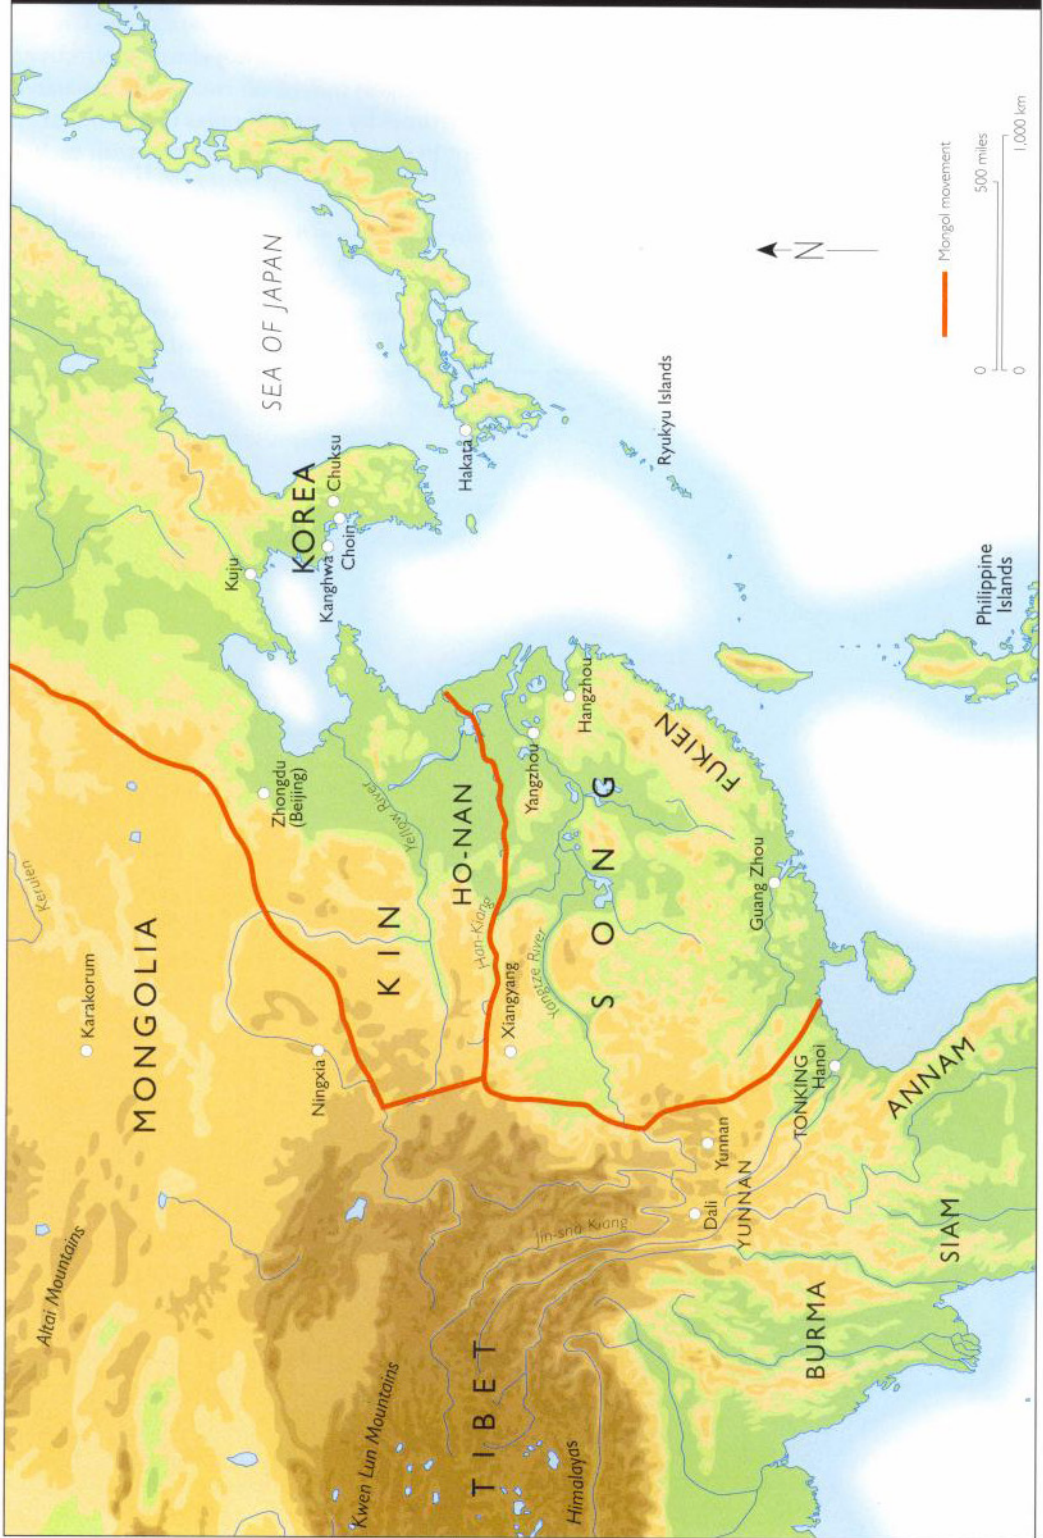 Altai Mountains
Karakorum
Kerulen
MONGOLIA
Ningxia
Zhongdu
(Beijing)
Kuju
KOREA
SEA OF JAPAN
Kwen Lun Mountains
KIN
Yellow River
Kanghwa
Chuksu
Choin
TIBET
Han-Kiang
HO-NAN
Hakata
Xiangyang
Himalayas
Jin-sha Kiang
Yangtze River
Yangzhou
Hangzhou
SONG
Ryukyu Islands
FUKIEN
Dali
Yunnan
YUNNAN
Guang Zhou
TONKING
Hanoi
BURMA
ANNAM
SIAM
Philippine
Islands
N
Mongol movement
0
500 miles
0
1,000 km